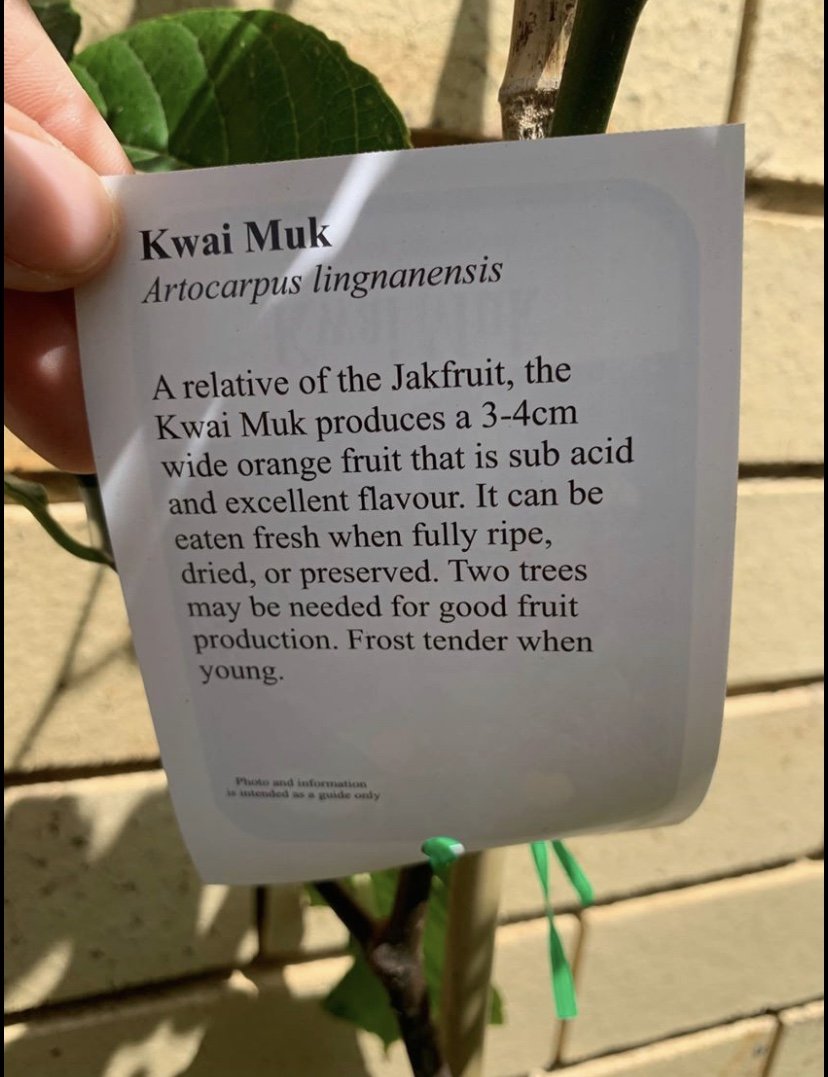 Kwai Muk
Artocarpus lingnanensis
A relative of the Jakfruit, the
Kwai Muk produces a 3-4cm
wide orange fruit that is sub acid
and excellent flavour. It can be
eaten fresh when fully ripe,
dried, or preserved. Two trees
may be needed for good fruit
production. Frost tender when
young.
Photo and information
is intended as a guide only